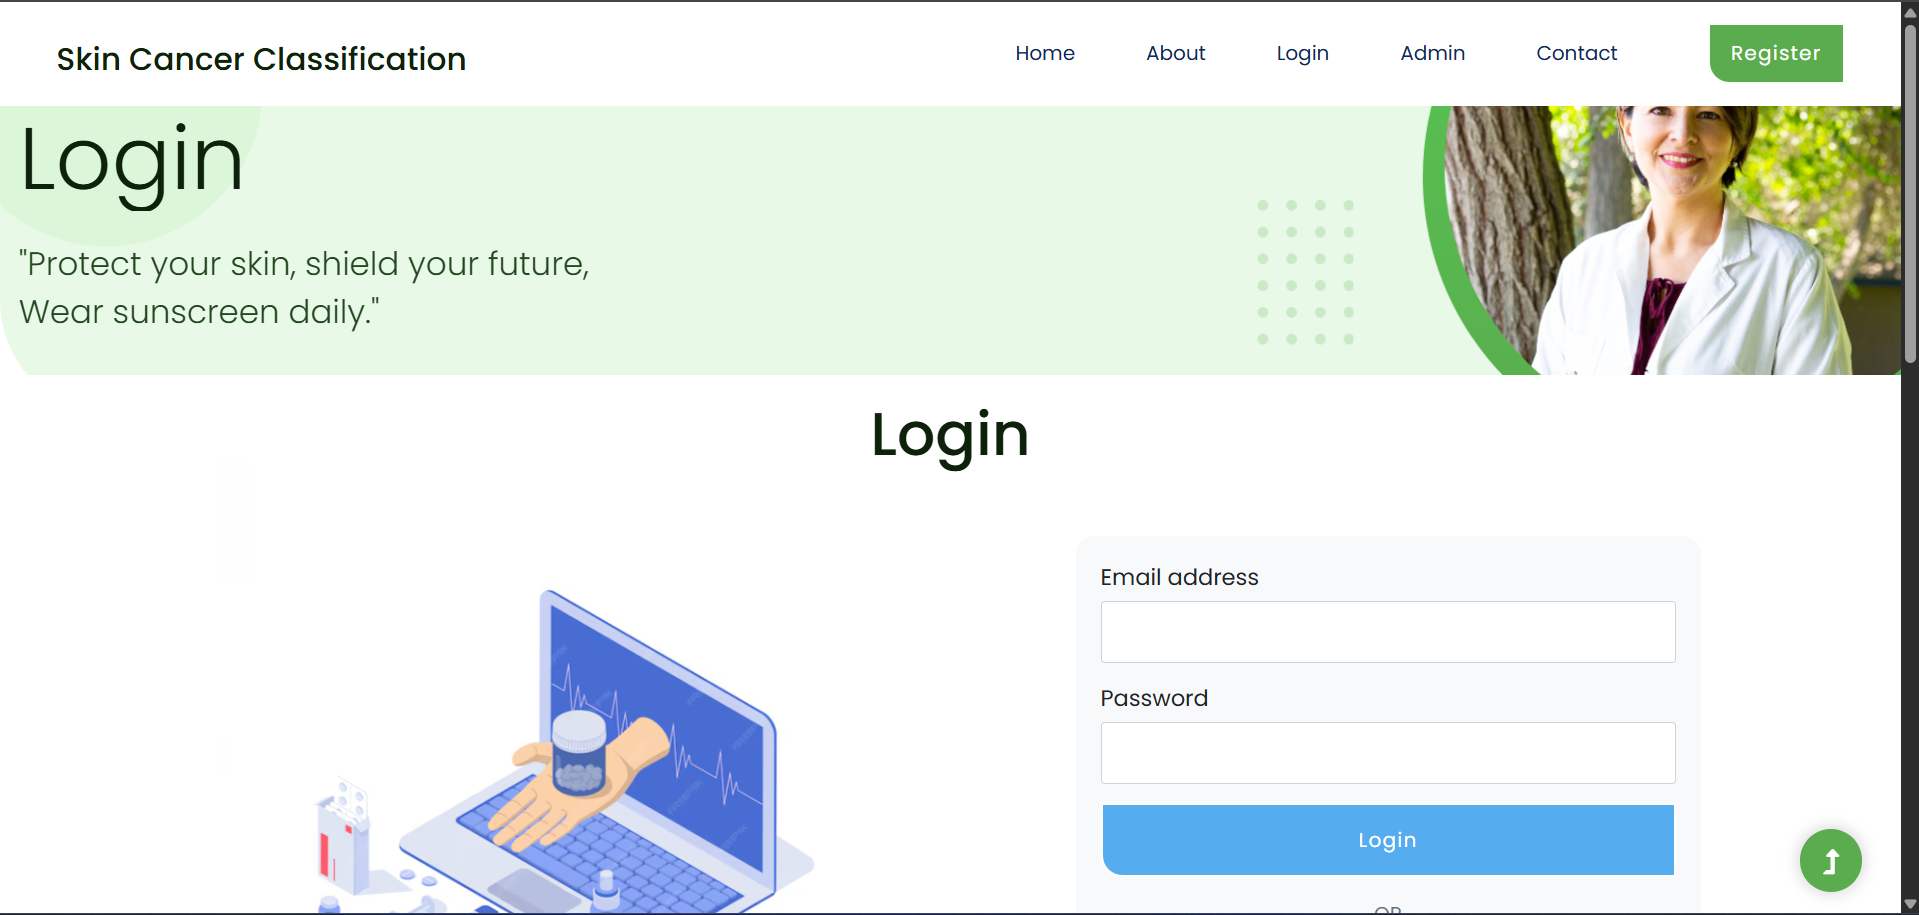 Skin Cancer Classification
Home
About
Login
Admin
Contact
Register
Login
"Protect your skin, shield your future,
Wear sunscreen daily."
Login
Email address
Password
Login
OR